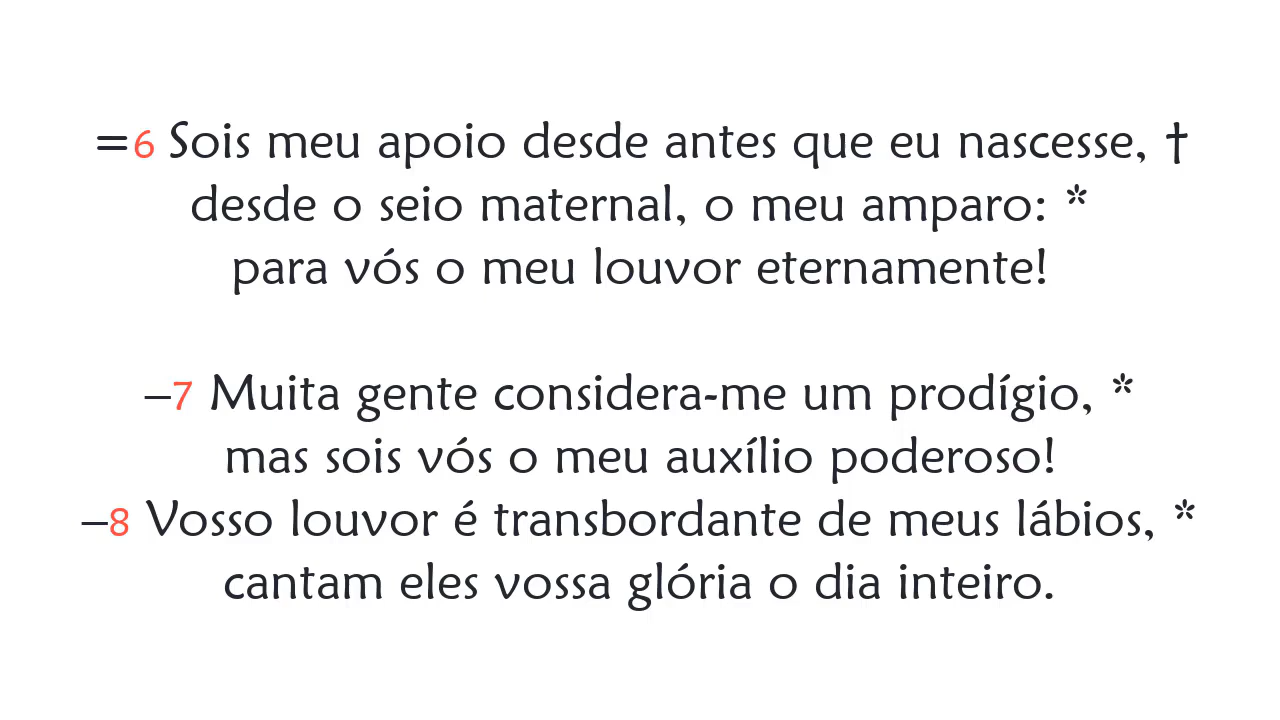 =6 Sois meu apoio desde antes que eu nascesse, †
desde o seio maternal, o meu amparo: *
para vós o meu louvor eternamente!
–7 Muita gente considera-me um prodígio, *
mas sois vós o meu auxílio poderoso!
–8 Vosso louvor é transbordante de meus lábios, *
cantam eles vossa glória o dia inteiro.